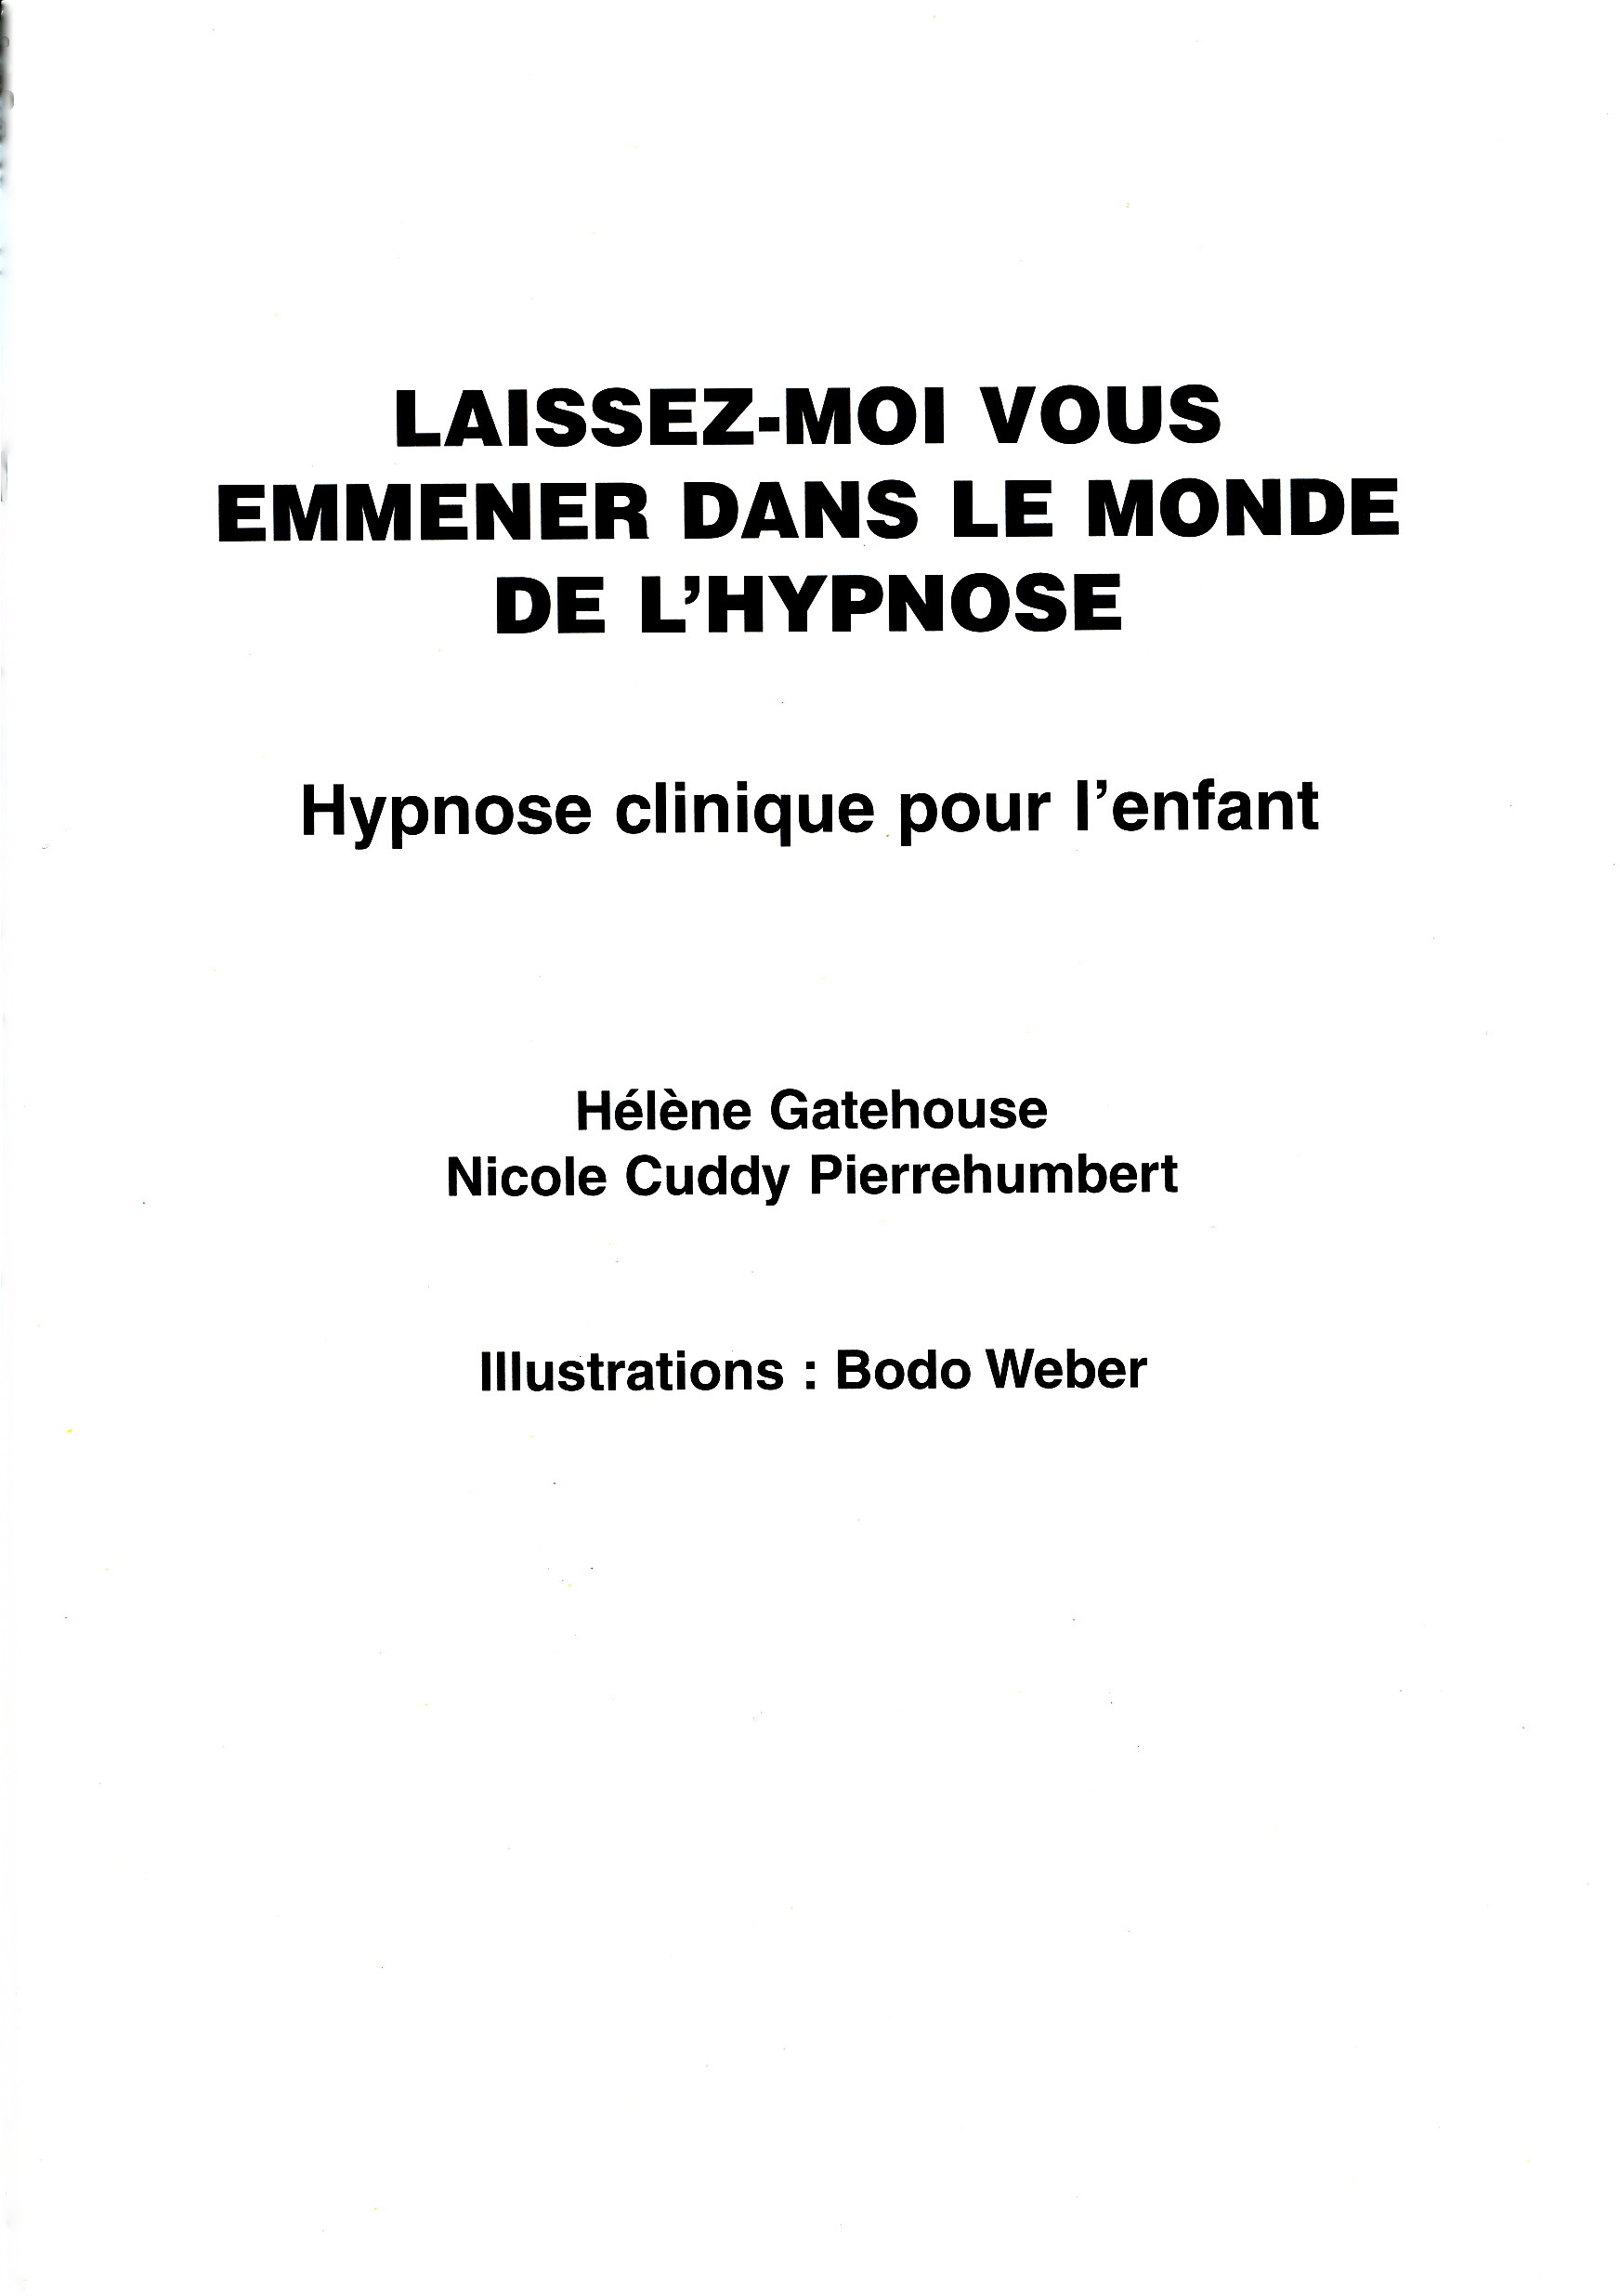 LAISSEZ-MOI VOUS
EMMENER DANS LE MONDE
DE L’HYPNOSE
Hypnose clinique pour l’enfant
Hélène Gatehouse
Nicole Cuddy Pierrehumbert
Illustrations : Bodo Weber